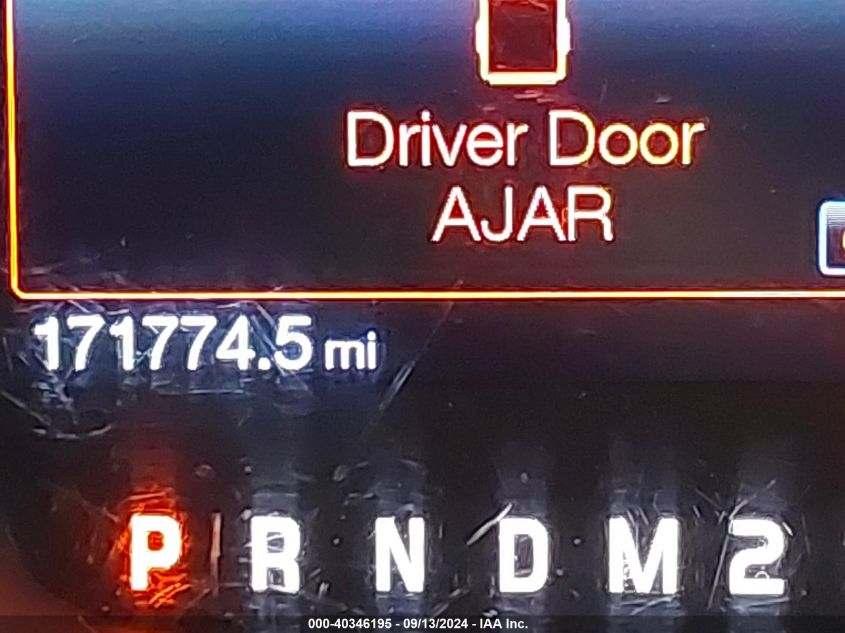 Driver Door
AJAR
171774.5 mi
P R N D M 2
000-40346195 - 09/13/2024 - IAA Inc.